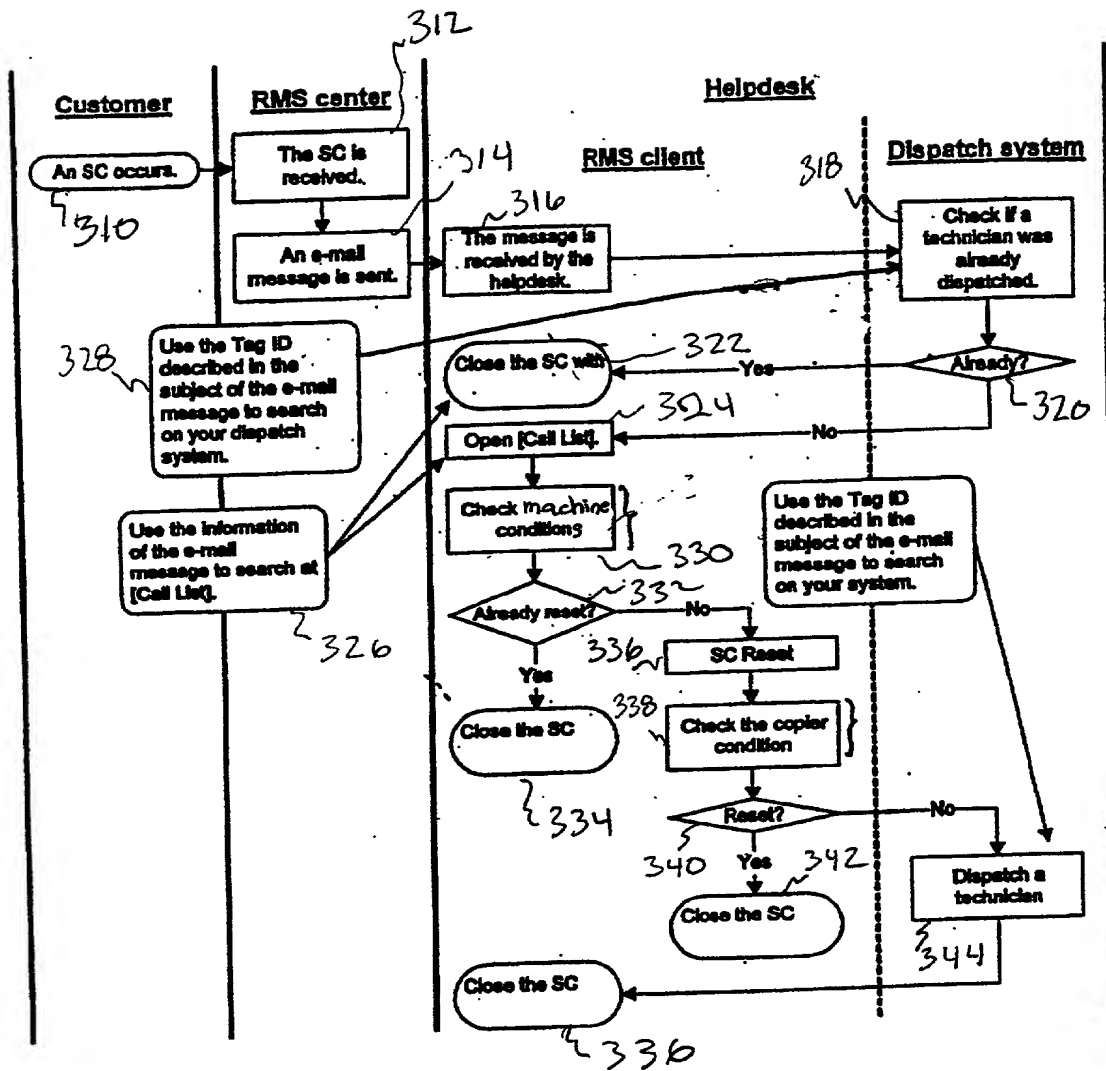 312
Customer
RMS center
Helpdesk
RMS client
Dispatch system
An SC occurs.
310
The SC is
received.
314
An e-mail
message is sent.
316
The message is
received by the
helpdesk.
318
Check if a
technician was
already
dispatched.
328
Use the Tag ID
described in the
subject of the e-mail
message to search
on your dispatch
system.
Close the SC with
322
Yes
Already?
320
324
Open [Call List].
No
Use the information
of the e-mail
message to search at
[Call List].
326
Check machine
conditions
330
Use the Tag ID
described in the
subject of the e-mail
message to search
on your system.
Already reset?
332
No
Yes
336
SC Reset
Close the SC
334
338
Check the copier
condition
Reset?
340
No
Yes
342
Close the SC
Dispatch a
technician
344
Close the SC
336